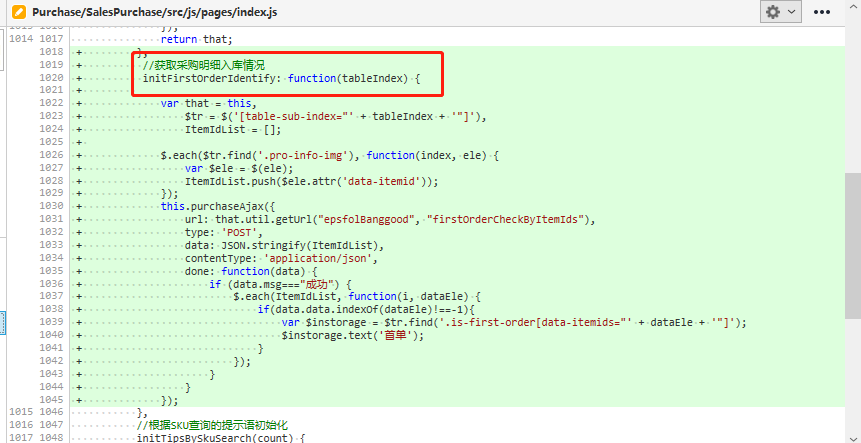 Purchase/SalesPurchase/src/js/pages/index.js
1014 1017 return that;
1018 + },
1019 + //获取采购明细入库情况
1020 + initFirstOrderIdentify: function(tableIndex) {
1021 +
1022 + var that = this,
1023 + $tr = $('[table-sub-index="' + tableIndex + '"]'),
1024 + ItemIdList = [];
1025 +
1026 + $.each($tr.find('.pro-info-img'), function(index, ele) {
1027 + var $ele = $(ele);
1028 + ItemIdList.push($ele.attr('data-itemid'));
1029 + });
1030 + this.purchaseAjax({
1031 + url: that.util.getUrl("epsfolBanggood", "firstOrderCheckByItemIds"),
1032 + type: 'POST',
1033 + data: JSON.stringify(ItemIdList),
1034 + contentType: 'application/json',
1035 + done: function(data) {
1036 + if (data.msg==="成功") {
1037 + $.each(ItemIdList, function(i, dataEle) {
1038 + if(data.data.indexOf(dataEle)!==-1){
1039 + var $instorage = $tr.find('.is-first-order[data-itemids="' + dataEle + '"]');
1040 + $instorage.text('首单');
1041 + }
1042 + });
1043 + }
1044 + }
1045 + });
1015 1046 },
1016 1047 //根据SKU查询的提示语初始化
1017 1048 initTipsBySkuSearch(count) {